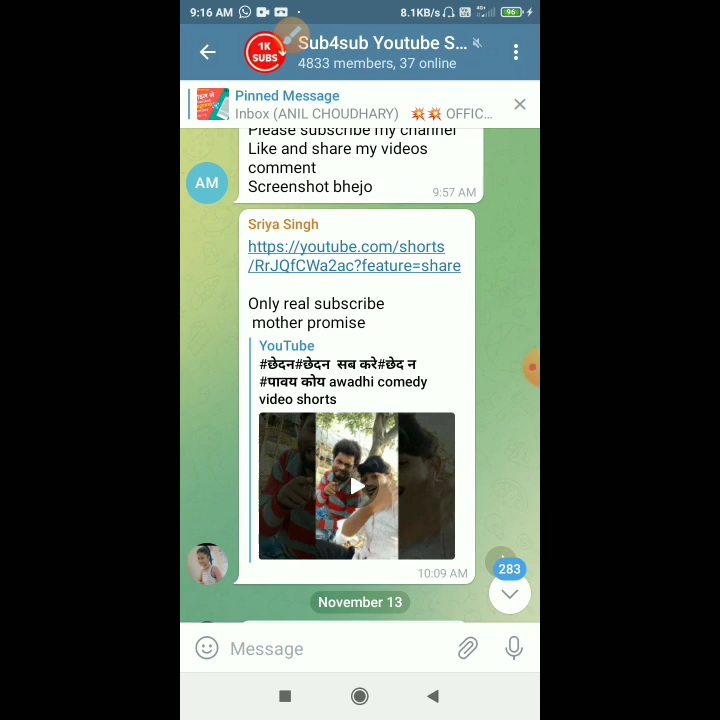 9:16 AM
8.1KB/s
4G+
96
1K
SUBS
Sub4sub Youtube S...
4833 members, 37 online
Pinned Message
Inbox (ANIL CHOUDHARY) 💥💥 OFFIC...
Please subscribe my channel
Like and share my videos
comment
Screenshot bhejo
9:57 AM
AM
Sriya Singh
https://youtube.com/shorts
/RrJQfCWa2ac?feature=share
Only real subscribe
mother promise
YouTube
#छेदन#छेदन सब करे#छेद न
#पावय कोय awadhi comedy
video shorts
10:09 AM
283
November 13
Message